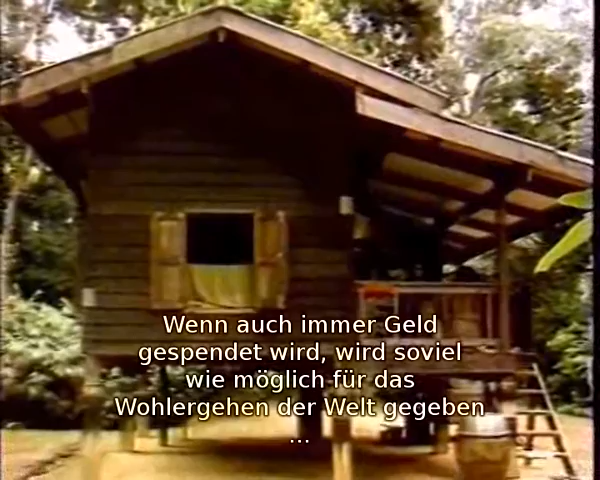 Wenn auch immer Geld
gespendet wird, wird soviel
wie möglich für das
Wohlergehen der Welt gegeben
...